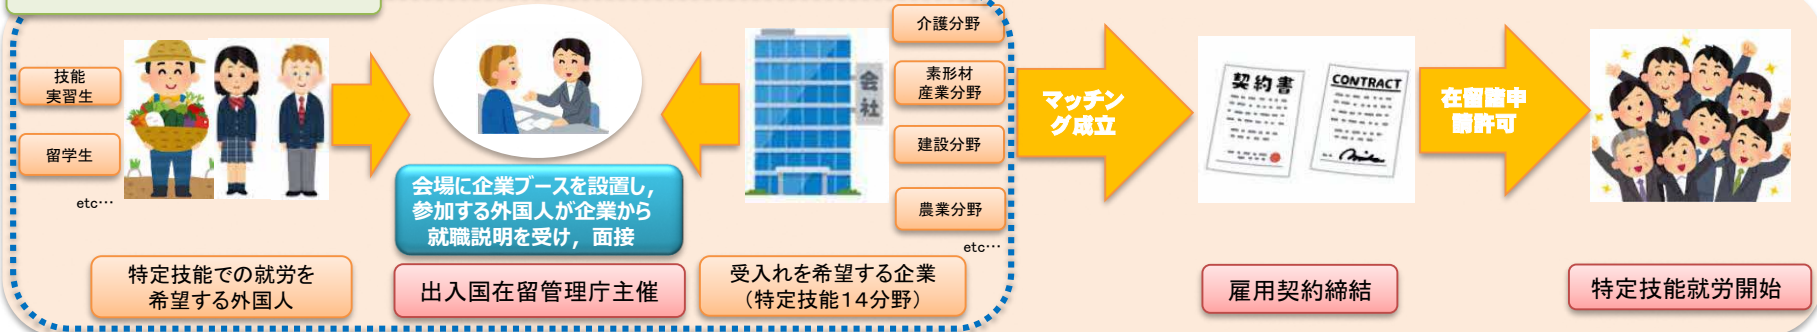 技能
実習生
留学生
etc…
特定技能での就労を
希望する外国人
会場に企業ブースを設置し,
参加する外国人が企業から
就職説明を受け, 面接
出入国在留管理庁主催
会社
介護分野
素形材
産業分野
建設分野
農業分野
etc…
受入れを希望する企業
(特定技能14分野)
マッチン
グ成立
契約書
CONTRACT
雇用契約締結
在留諸申
請許可
特定技能就労開始